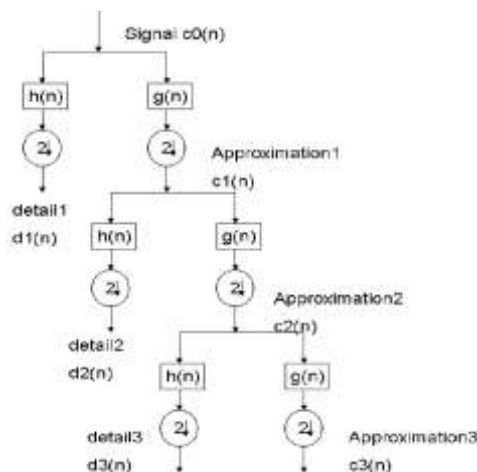 Signal c0(n)
h(n)
g(n)
2↓
2↓
Approximation1
c1(n)
detail1
d1(n)
h(n)
g(n)
2↓
2↓
Approximation2
c2(n)
detail2
d2(n)
h(n)
g(n)
2↓
2↓
detail3
d3(n)
Approximation3
c3(n)